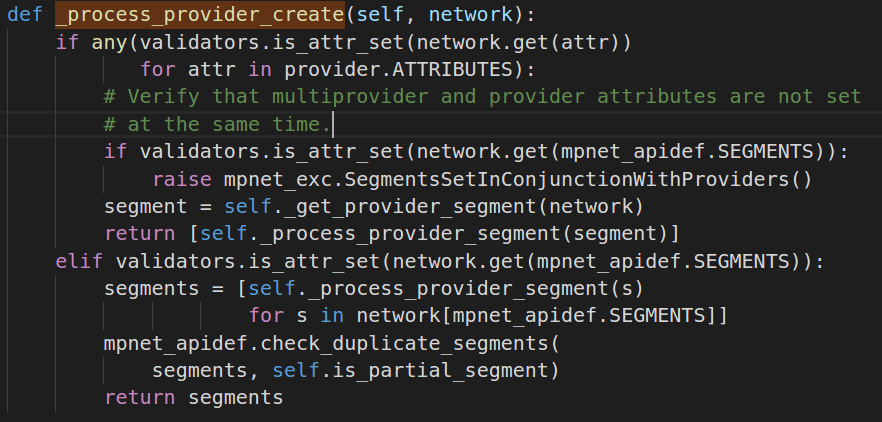 def _process_provider_create(self, network):
    if any(validators.is_attr_set(network.get(attr))
           for attr in provider.ATTRIBUTES):
        # Verify that multiprovider and provider attributes are not set
        # at the same time.
        if validators.is_attr_set(network.get(mpnet_apidef.SEGMENTS)):
            raise mpnet_exc.SegmentsSetInConjunctionWithProviders()
        segment = self._get_provider_segment(network)
        return [self._process_provider_segment(segment)]
    elif validators.is_attr_set(network.get(mpnet_apidef.SEGMENTS)):
        segments = [self._process_provider_segment(s)
                    for s in network[mpnet_apidef.SEGMENTS]]
        mpnet_apidef.check_duplicate_segments(
            segments, self.is_partial_segment)
        return segments